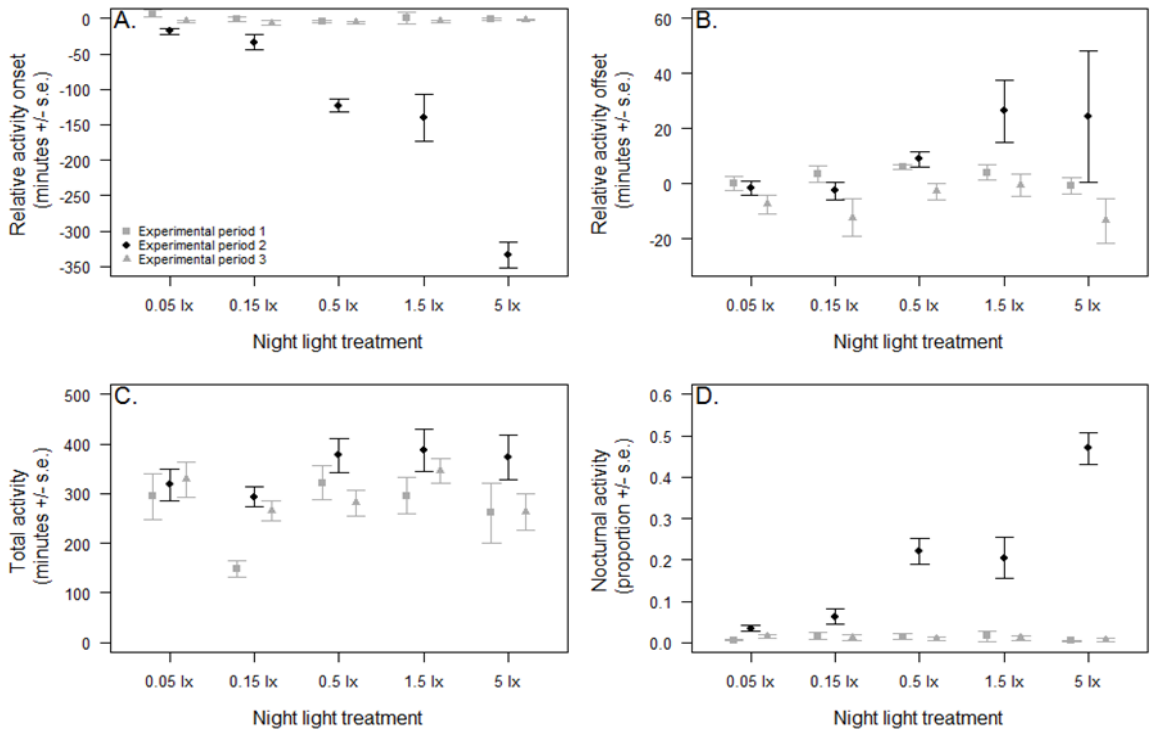 A.
Relative activity onset
(minutes +/- s.e.)
0
-50
-100
-150
-200
-250
-300
-350
Experimental period 1
Experimental period 2
Experimental period 3
0.05 lx 0.15 lx 0.5 lx 1.5 lx 5 lx
Night light treatment
B.
Relative activity offset
(minutes +/- s.e.)
60
40
20
0
-20
0.05 lx 0.15 lx 0.5 lx 1.5 lx 5 lx
Night light treatment
C.
Total activity
(minutes +/- s.e.)
500
400
300
200
100
0
0.05 lx 0.15 lx 0.5 lx 1.5 lx 5 lx
Night light treatment
D.
Nocturnal activity
(proportion +/- s.e.)
0.6
0.5
0.4
0.3
0.2
0.1
0.0
0.05 lx 0.15 lx 0.5 lx 1.5 lx 5 lx
Night light treatment